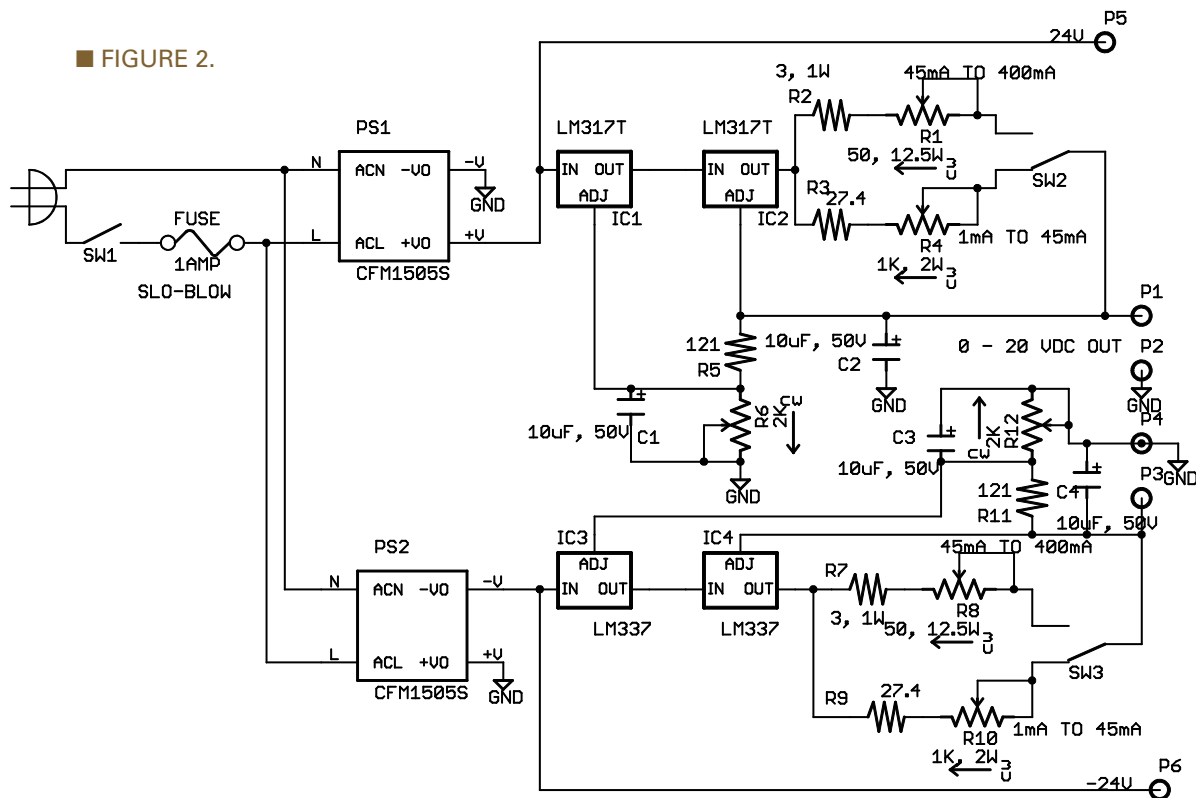 ■ FIGURE 2.
P5
24V
3, 1W
45mA TO 400mA
R2
PS1
LM317T
LM317T
R1
50, 12.5W
CW
N
ACN -VO
-V
GND
IN OUT
ADJ
IC1
IN OUT
ADJ
IC2
R3
27.4
SW2
FUSE
L
ACL +VO
+V
SW1
1AMP
SLO-BLOW
CFM1505S
R4
1mA TO 45mA
1K, 2W
CW
P1
121
R5
10uF, 50V
C2
+
0 - 20 VDC OUT
P2
GND
GND
10uF, 50V
+
C1
R6
2K
CW
GND
C3
+
10uF, 50V
CW
2K
R12
P4
GND
121
R11
C4
+
10uF, 50V
P3
PS2
IC3
ADJ
IN OUT
LM337
IC4
ADJ
IN OUT
LM337
45mA TO 400mA
R7
3, 1W
R8
50, 12.5W
CW
N
ACN -VO
-V
L
ACL +VO
+V
GND
CFM1505S
SW3
R9
27.4
R10
1mA TO 45mA
1K, 2W
CW
P6
-24V